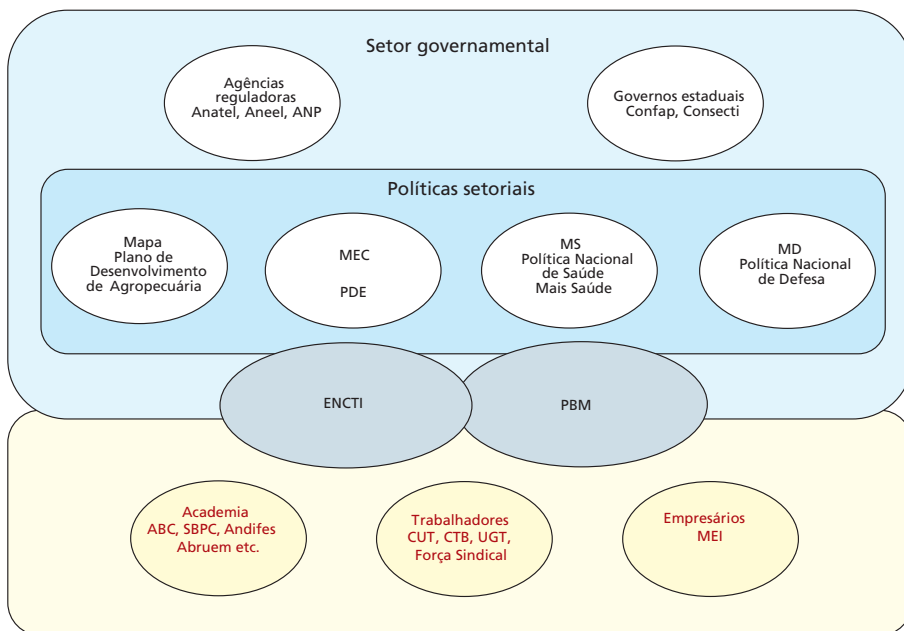 Setor governamental
Agências
reguladoras
Anatel, Aneel, ANP
Governos estaduais
Confap, Consecti
Políticas setoriais
Mapa
Plano de
Desenvolvimento
de Agropecuária
MEC
PDE
MS
Política Nacional
de Saúde
Mais Saúde
MD
Política Nacional
de Defesa
ENCTI
PBM
Academia
ABC, SBPC, Andifes
Abruem etc.
Trabalhadores
CUT, CTB, UGT,
Força Sindical
Empresários
MEI